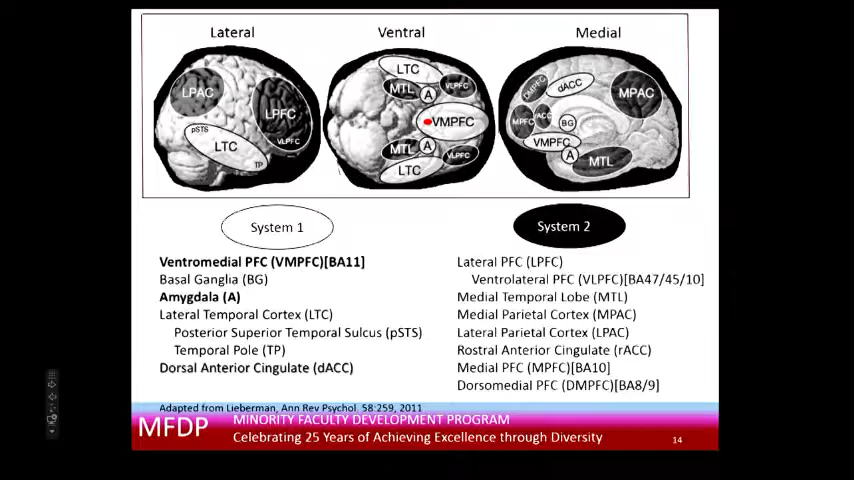 Lateral
Ventral
Medial
LPAC
LPFC
VLPFC
pSTS
LTC
TP
LTC
MTL
A
VLPFC
VMPFC
MTL
A
VLPFC
LTC
DMPFC
dACC
MPAC
MPFC
rACC
BG
VMPFC
A
MTL
System 1
System 2
Ventromedial PFC (VMPFC)[BA11]
Basal Ganglia (BG)
Amygdala (A)
Lateral Temporal Cortex (LTC)
Posterior Superior Temporal Sulcus (pSTS)
Temporal Pole (TP)
Dorsal Anterior Cingulate (dACC)
Lateral PFC (LPFC)
Ventrolateral PFC (VLPFC)[BA47/45/10]
Medial Temporal Lobe (MTL)
Medial Parietal Cortex (MPAC)
Lateral Parietal Cortex (LPAC)
Rostral Anterior Cingulate (rACC)
Medial PFC (MPFC)[BA10]
Dorsomedial PFC (DMPFC)[BA8/9]
Adapted from Lieberman, Ann Rev Psychol. 58:259, 2011
MFDP
MINORITY FACULTY DEVELOPMENT PROGRAM
Celebrating 25 Years of Achieving Excellence through Diversity
14